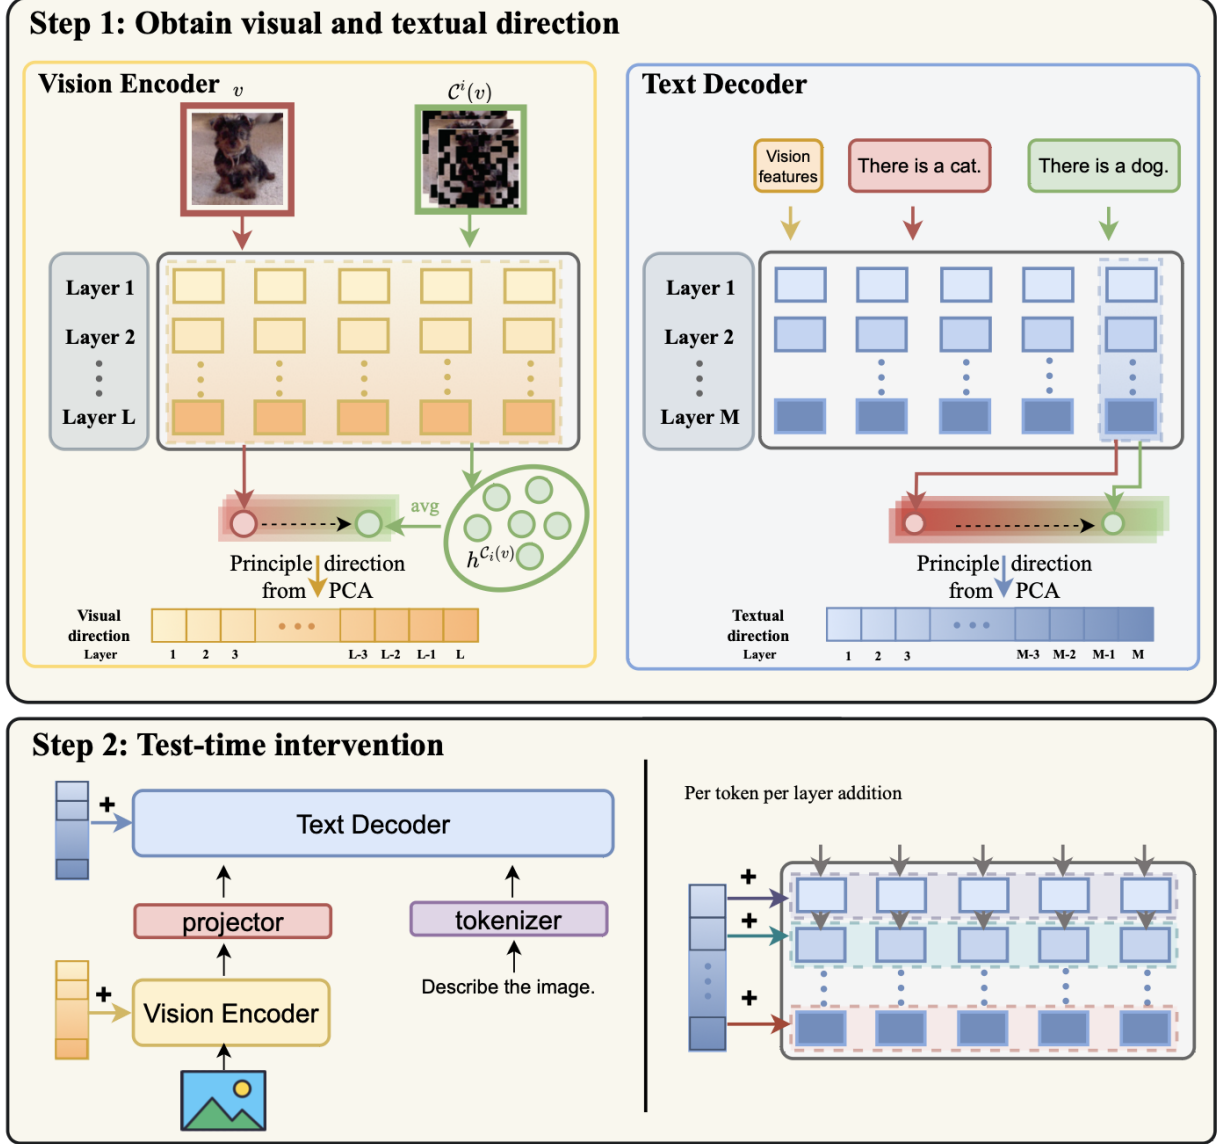 Step 1: Obtain visual and textual direction
Vision Encoder
v
𝒞ⁱ(v)
Layer 1
Layer 2
Layer L
avg
h^{𝒞ᵢ(v)}
Principle direction
from PCA
Visual
direction
Layer
1 2 3 L-3 L-2 L-1 L
Text Decoder
Vision
features
There is a cat.
There is a dog.
Layer 1
Layer 2
Layer M
Principle direction
from PCA
Textual
direction
Layer
1 2 3 M-3 M-2 M-1 M
Step 2: Test-time intervention
+
Text Decoder
projector
tokenizer
Describe the image.
+
Vision Encoder
Per token per layer addition
+
+
+